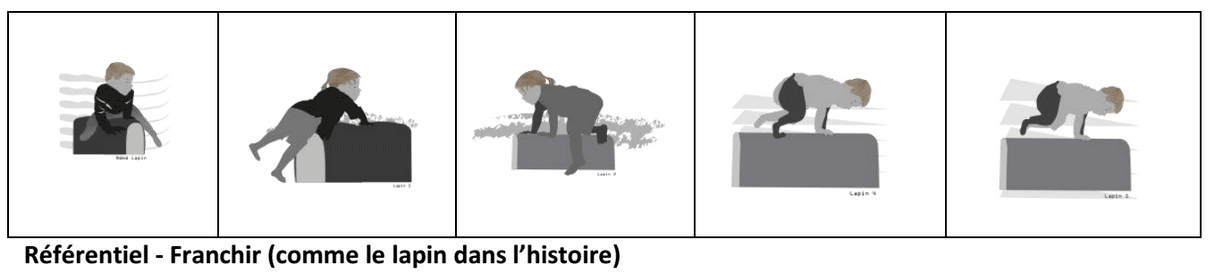 Bébé Lapin
Lapin 2
Lapin 3
Lapin 4
Lapin 5
Référentiel - Franchir (comme le lapin dans l’histoire)